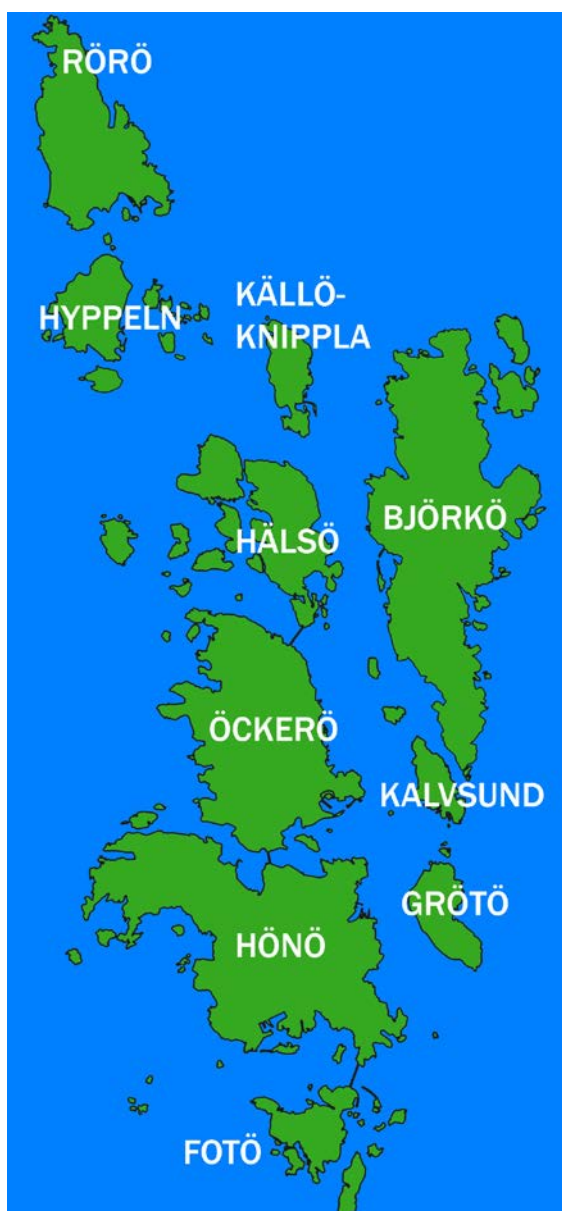 RÖRÖ
HYPPELN
KÄLLÖ-
KNIPPLA
BJÖRKÖ
HÄLSÖ
ÖCKERÖ
KALVSUND
GRÖTÖ
HÖNÖ
FOTÖ